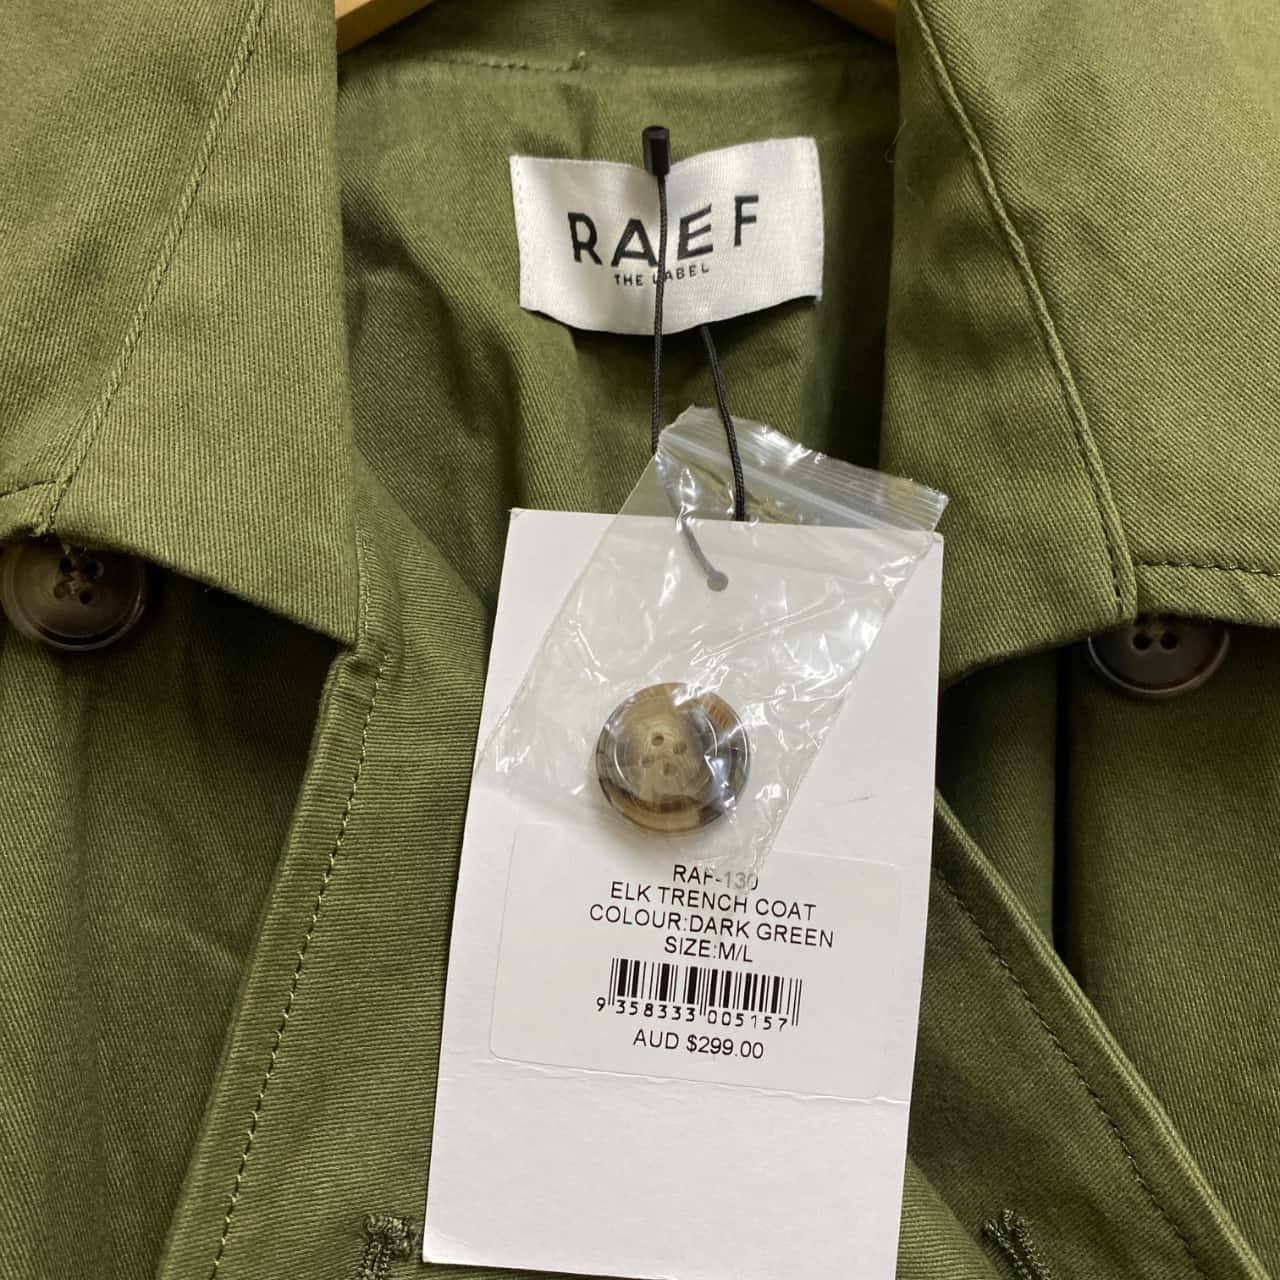 RAEF
THE LABEL
RAF-130
ELK TRENCH COAT
COLOUR:DARK GREEN
SIZE:M/L
9 358333 005157
AUD $299.00